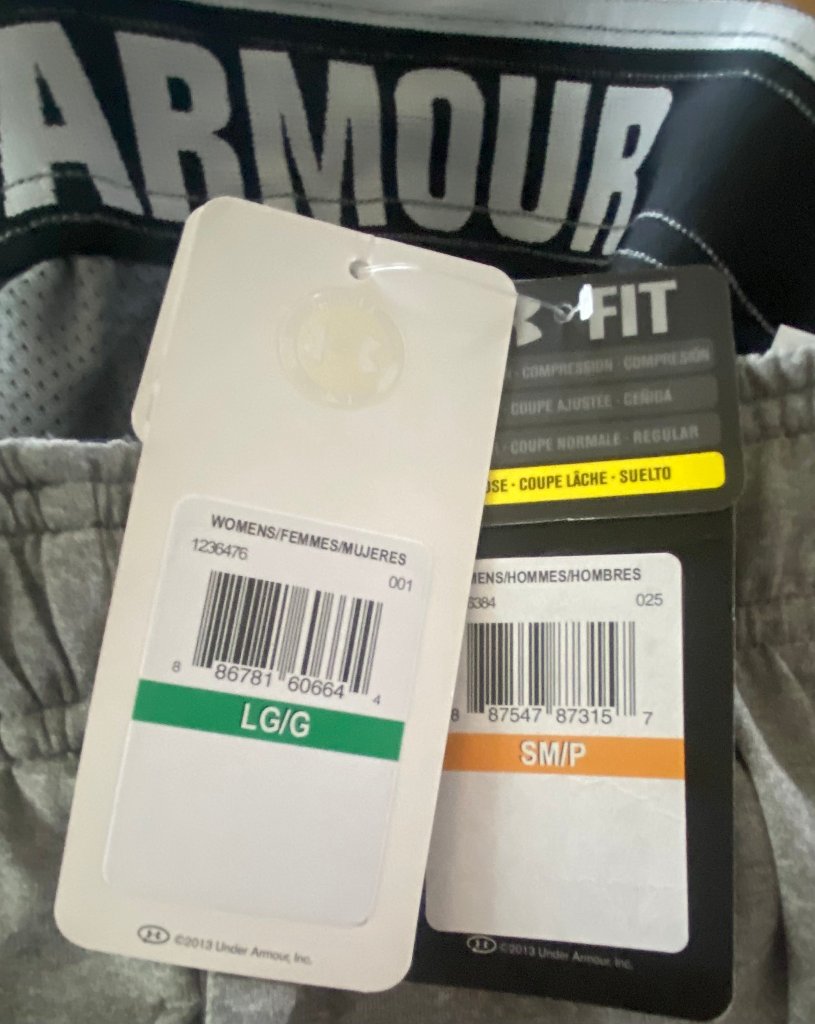 ARMOUR
FIT
COMPRESSION · COMPRESIÓN
COUPE AJUSTÉE · CEÑIDA
· COUPE NORMALE · REGULAR
OSE · COUPE LÂCHE · SUELTO
WOMENS/FEMMES/MUJERES
1236476
001
8 86781 60664 4
LG/G
©2013 Under Armour, Inc.
MENS/HOMMES/HOMBRES
6384 025
8 87547 87315 7
SM/P
©2013 Under Armour, Inc.